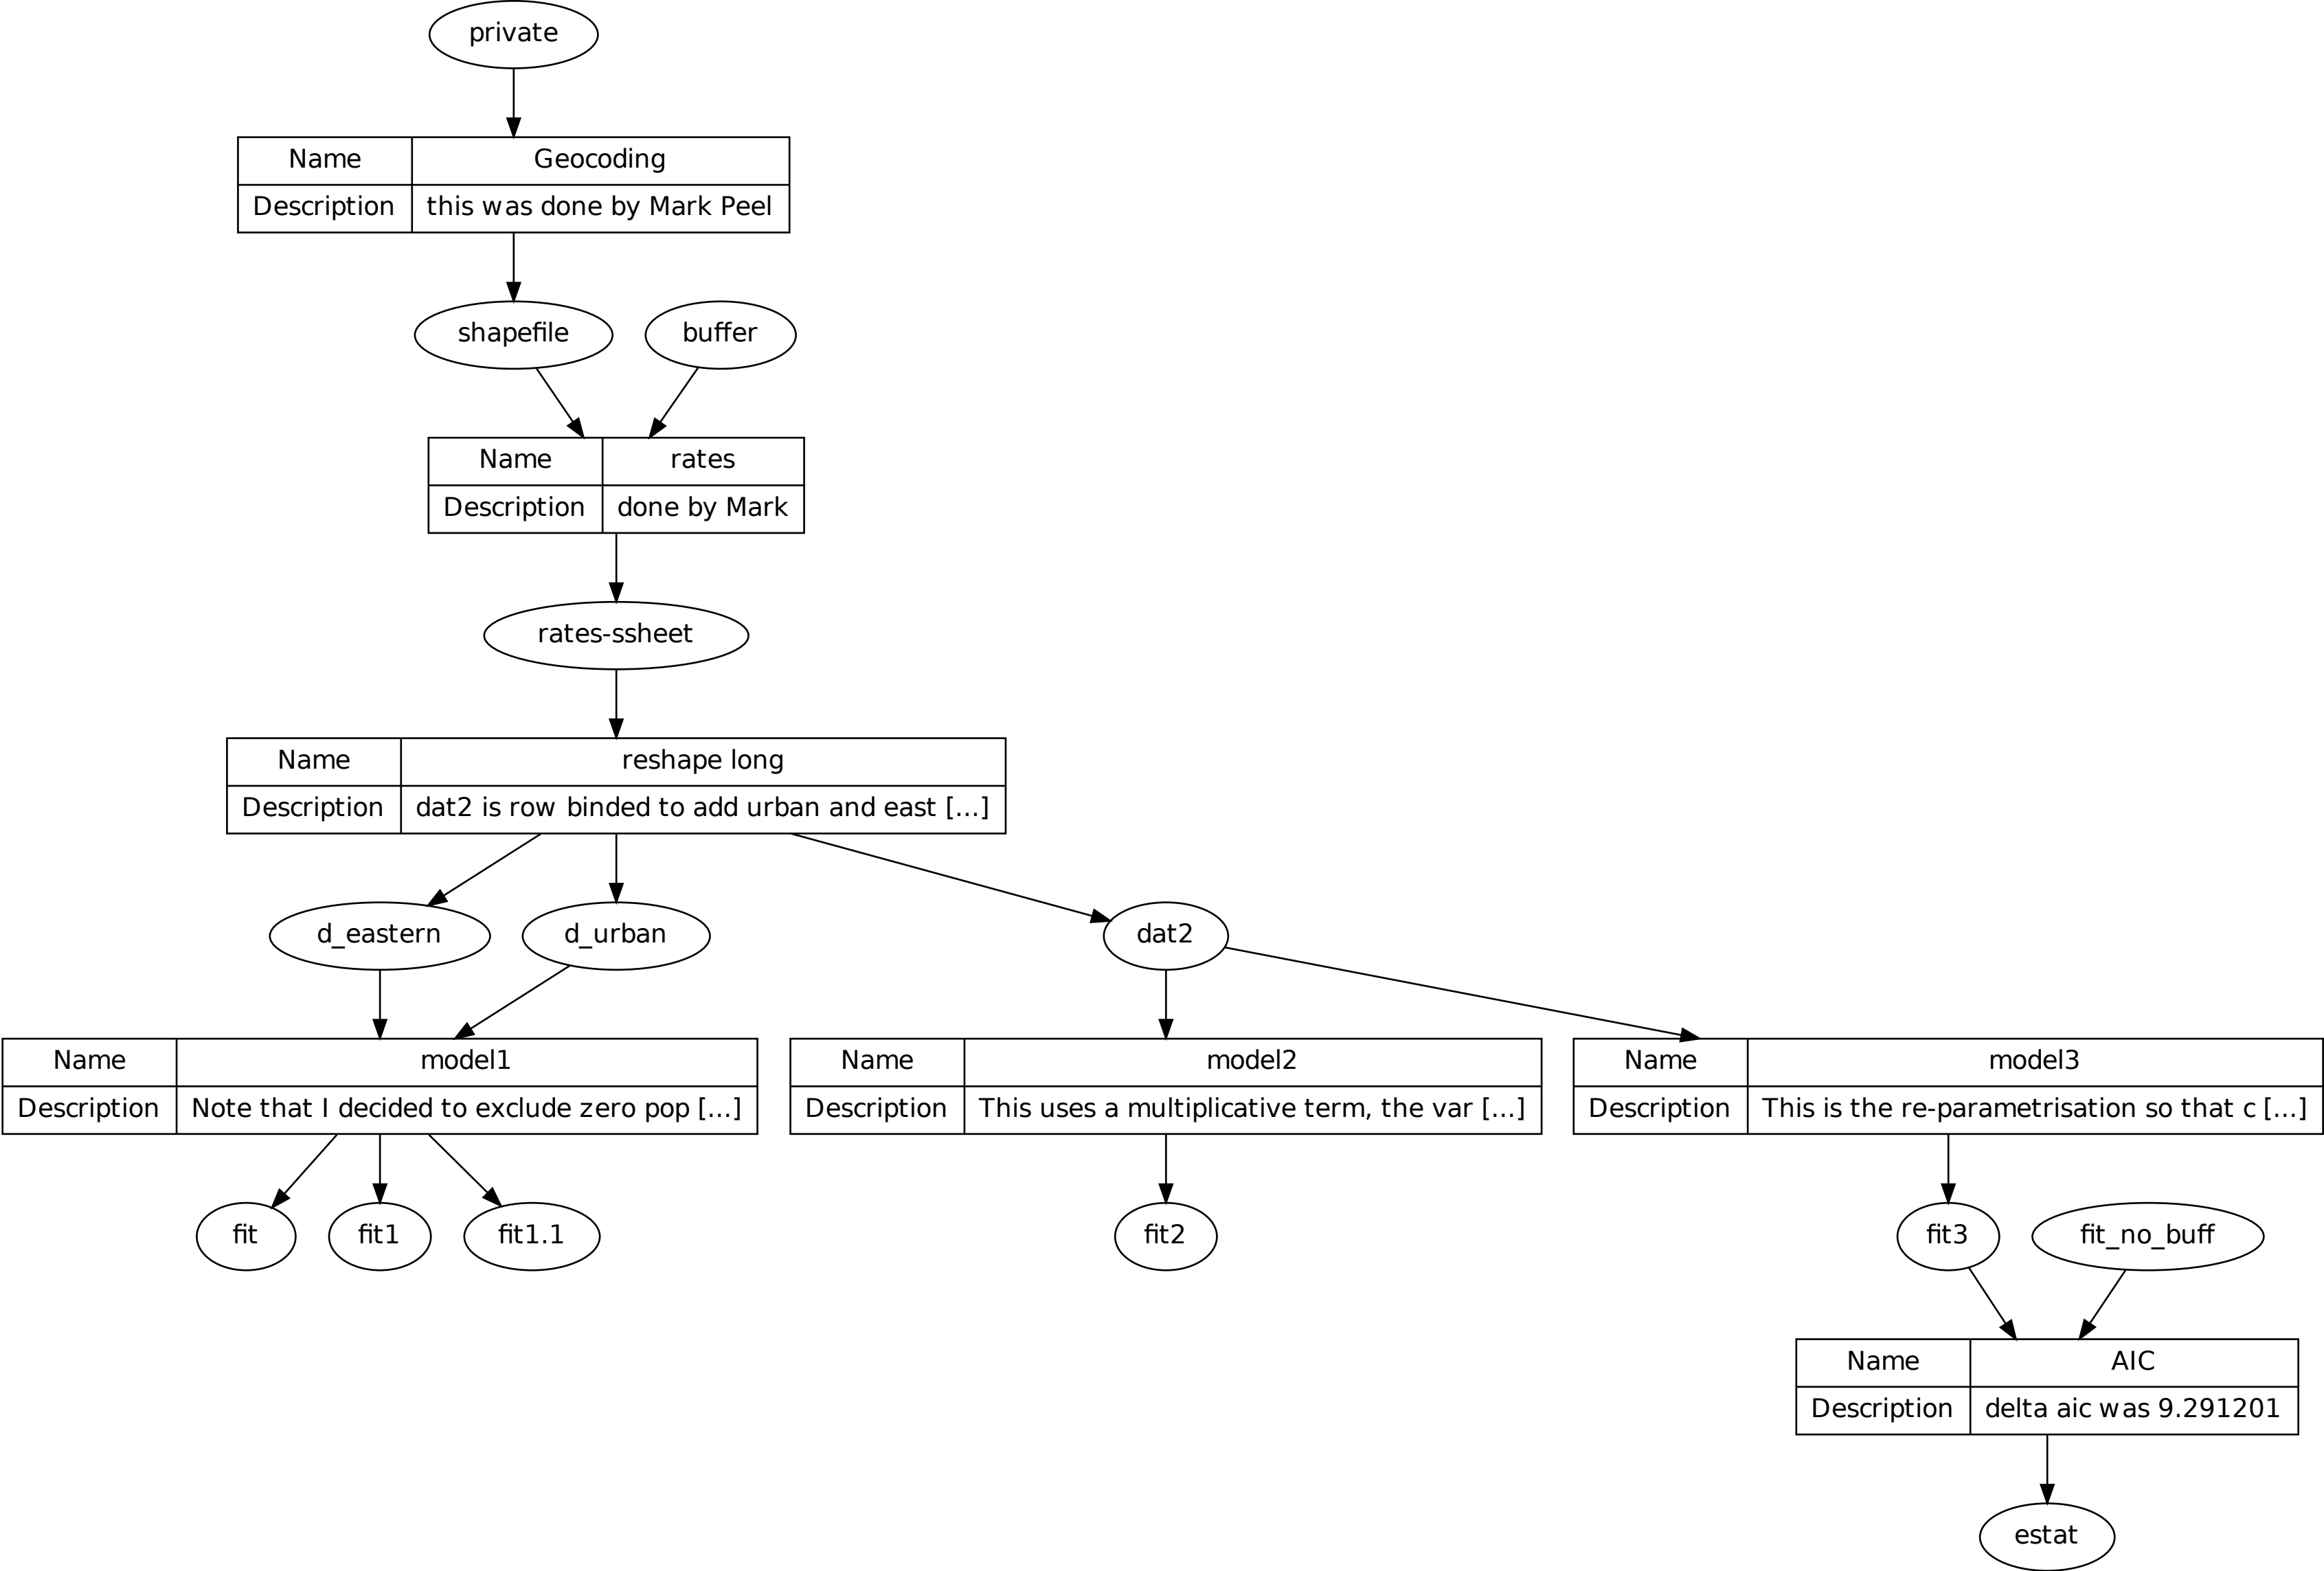 private
Name Geocoding
Description this was done by Mark Peel
shapefile buffer
Name rates
Description done by Mark
rates-ssheet
Name reshape long
Description dat2 is row binded to add urban and east [...]
d_eastern d_urban dat2
Name model1
Description Note that I decided to exclude zero pop [...]
Name model2
Description This uses a multiplicative term, the var [...]
Name model3
Description This is the re-parametrisation so that c [...]
fit fit1 fit1.1 fit2 fit3 fit_no_buff
Name AIC
Description delta aic was 9.291201
estat